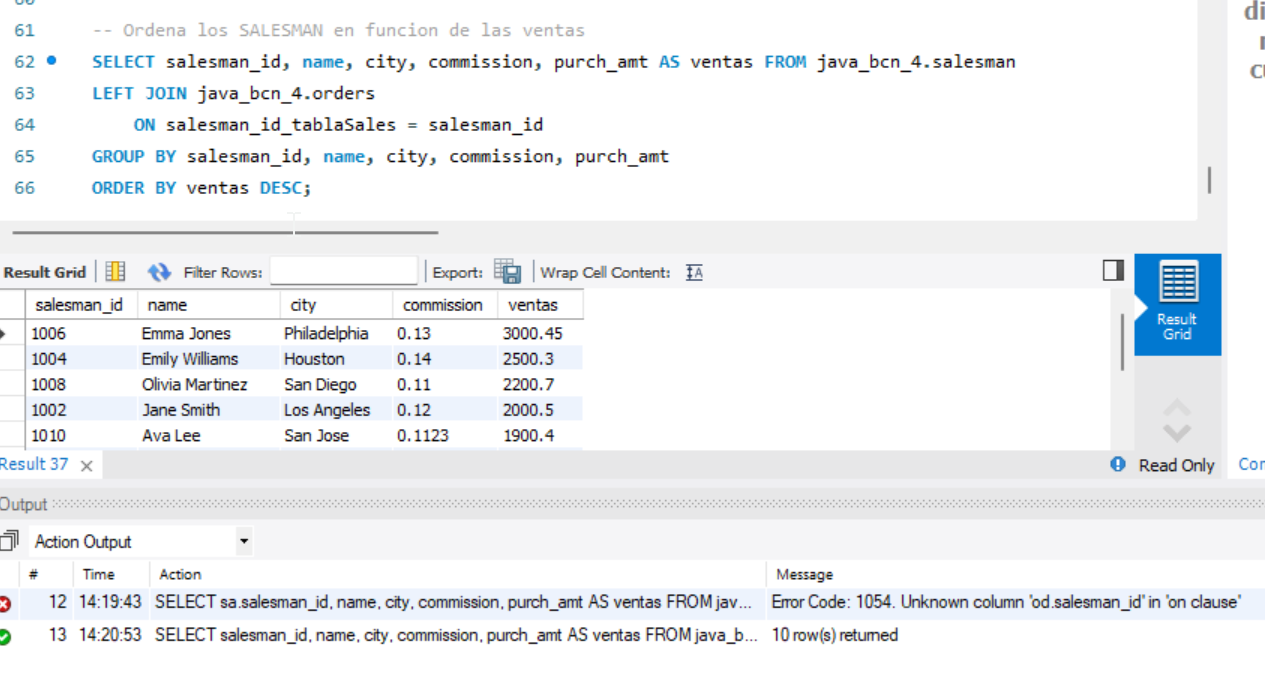 61 -- Ordena los SALESMAN en funcion de las ventas
62 SELECT salesman_id, name, city, commission, purch_amt AS ventas FROM java_bcn_4.salesman
63 LEFT JOIN java_bcn_4.orders
64 ON salesman_id_tablaSales = salesman_id
65 GROUP BY salesman_id, name, city, commission, purch_amt
66 ORDER BY ventas DESC;
Result Grid Filter Rows: Export: Wrap Cell Content: IA
salesman_id name city commission ventas
1006 Emma Jones Philadelphia 0.13 3000.45
1004 Emily Williams Houston 0.14 2500.3
1008 Olivia Martinez San Diego 0.11 2200.7
1002 Jane Smith Los Angeles 0.12 2000.5
1010 Ava Lee San Jose 0.1123 1900.4
Result
Grid
Result 37 Read Only
Output
Action Output
# Time Action Message
12 14:19:43 SELECT sa.salesman_id, name, city, commission, purch_amt AS ventas FROM jav... Error Code: 1054. Unknown column 'od.salesman_id' in 'on clause'
13 14:20:53 SELECT salesman_id, name, city, commission, purch_amt AS ventas FROM java_b... 10 row(s) returned